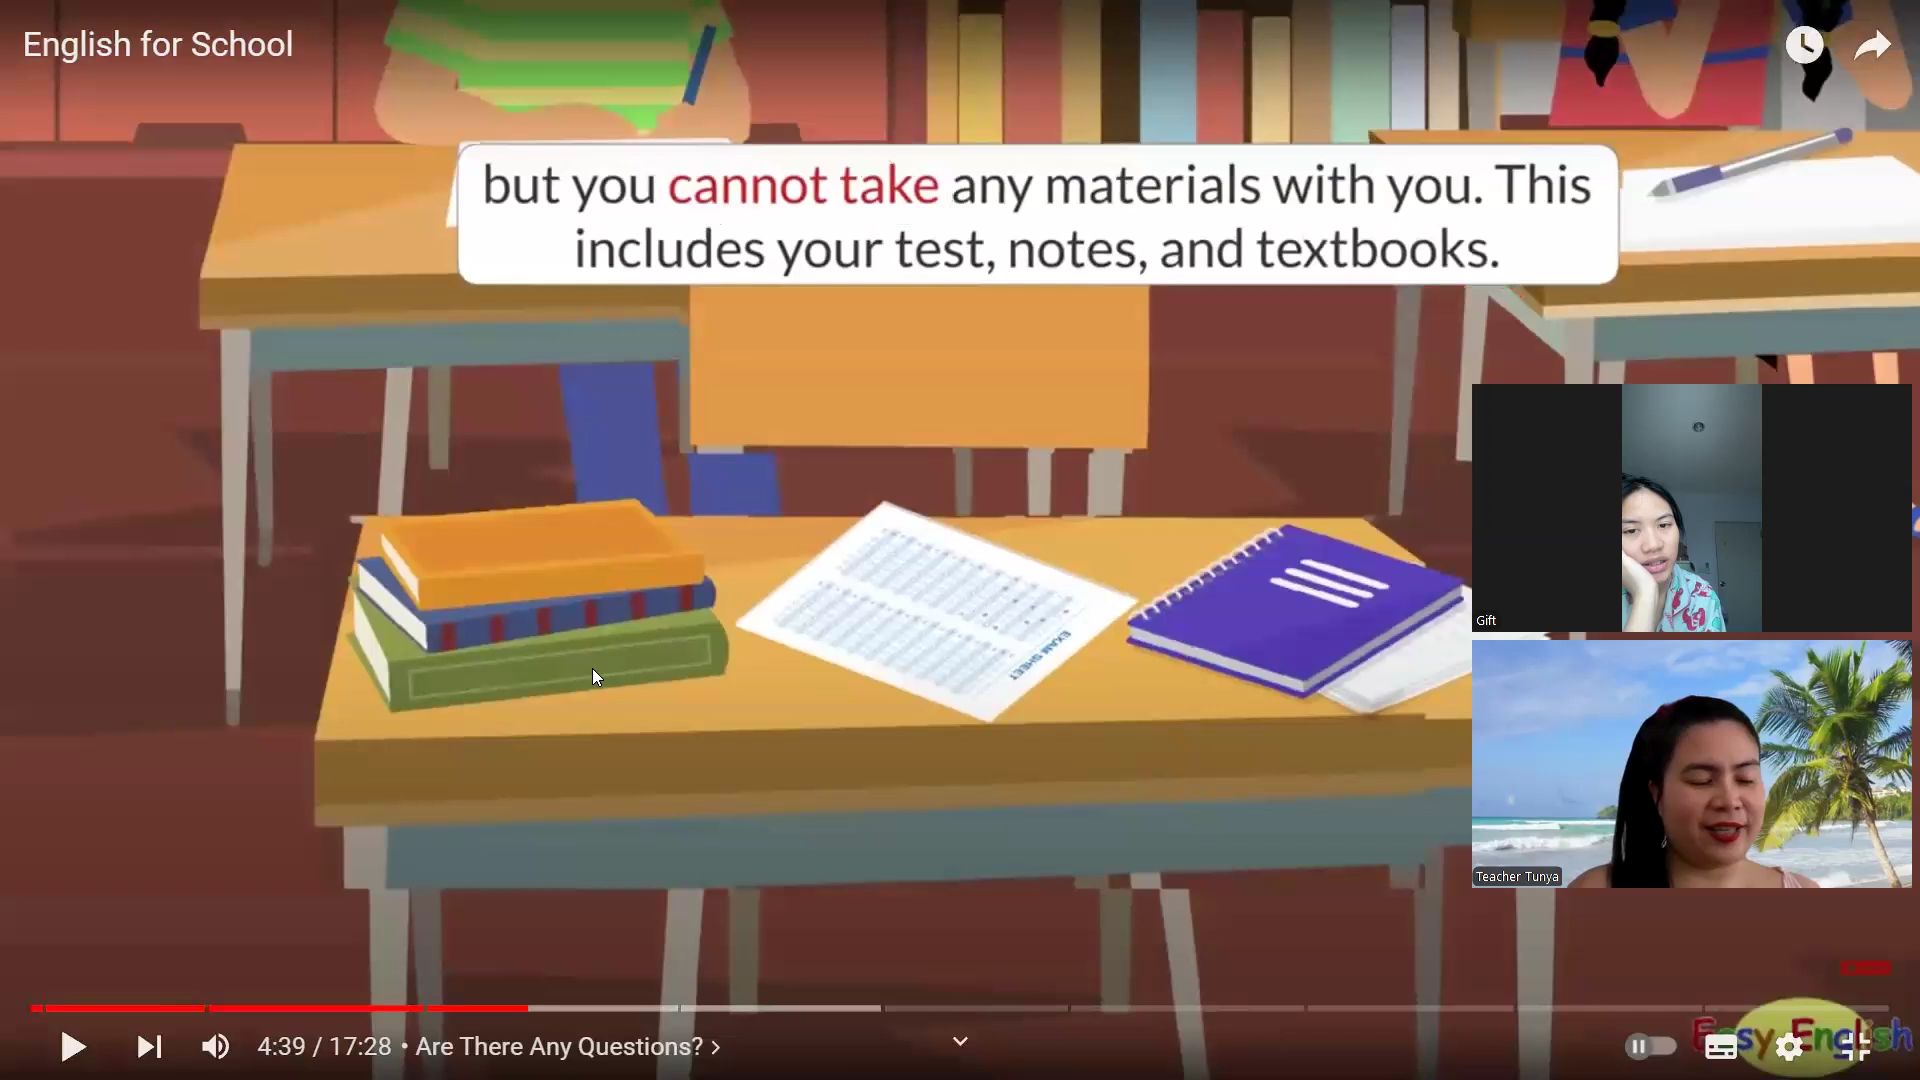 English for School
but you cannot take any materials with you. This
includes your test, notes, and textbooks.
EXAM SHEET
Gift
Teacher Tunya
4:39 / 17:28 • Are There Any Questions? >
Easy English